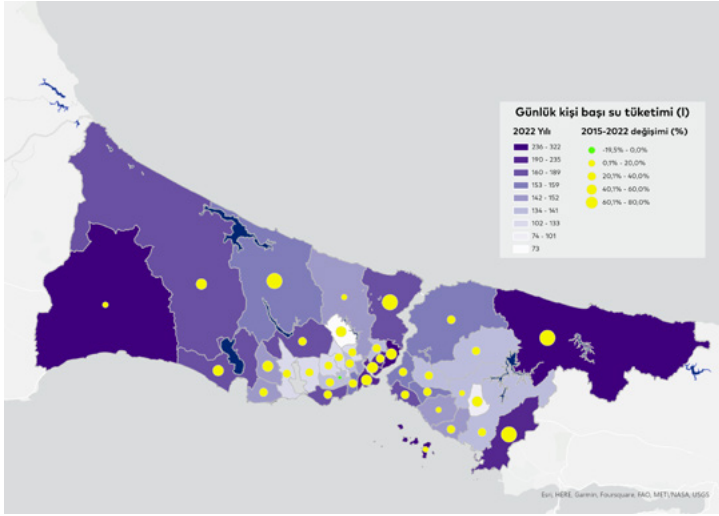 Günlük kişi başı su tüketimi (l)
2022 Yılı
2015-2022 değişimi (%)
236 - 322
190 - 235
160 - 189
153 - 159
142 - 152
134 - 141
102 - 133
74 - 101
73
-19,5% - 0,0%
0,1% - 20,0%
20,1% - 40,0%
40,1% - 60,0%
60,1% - 80,0%
Esri, HERE, Garmin, Foursquare, FAO, METI/NASA, USGS